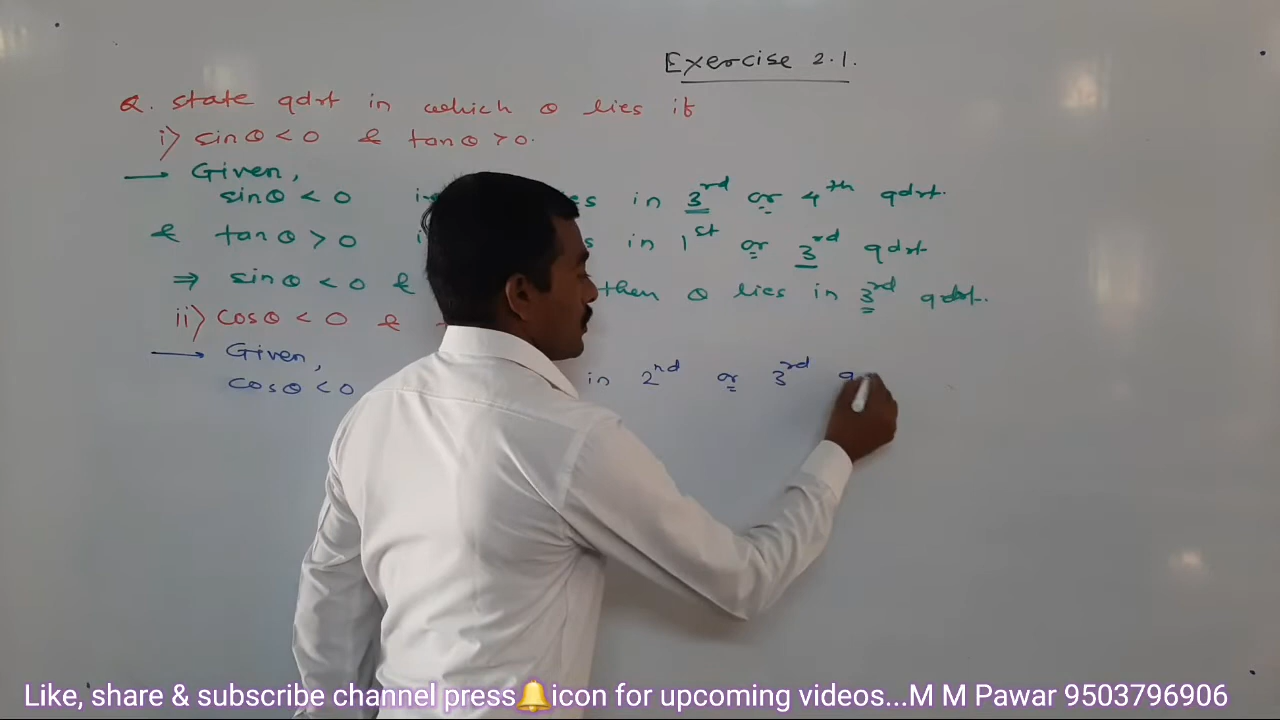 Exercise 2.1.
Q. state qdrt in which θ lies if
i) sinθ < 0 & tanθ > 0.
→ Given,
sinθ < 0 in 3rd or 4th qdrt.
& tanθ > 0 in 1st or 3rd qdrt
⇒ sinθ < 0 & then θ lies in 3rd qdrt.
ii) cosθ < 0 &
→ Given,
cosθ < 0 in 2nd or 3rd
Like, share & subscribe channel press🔔icon for upcoming videos...M M Pawar 9503796906